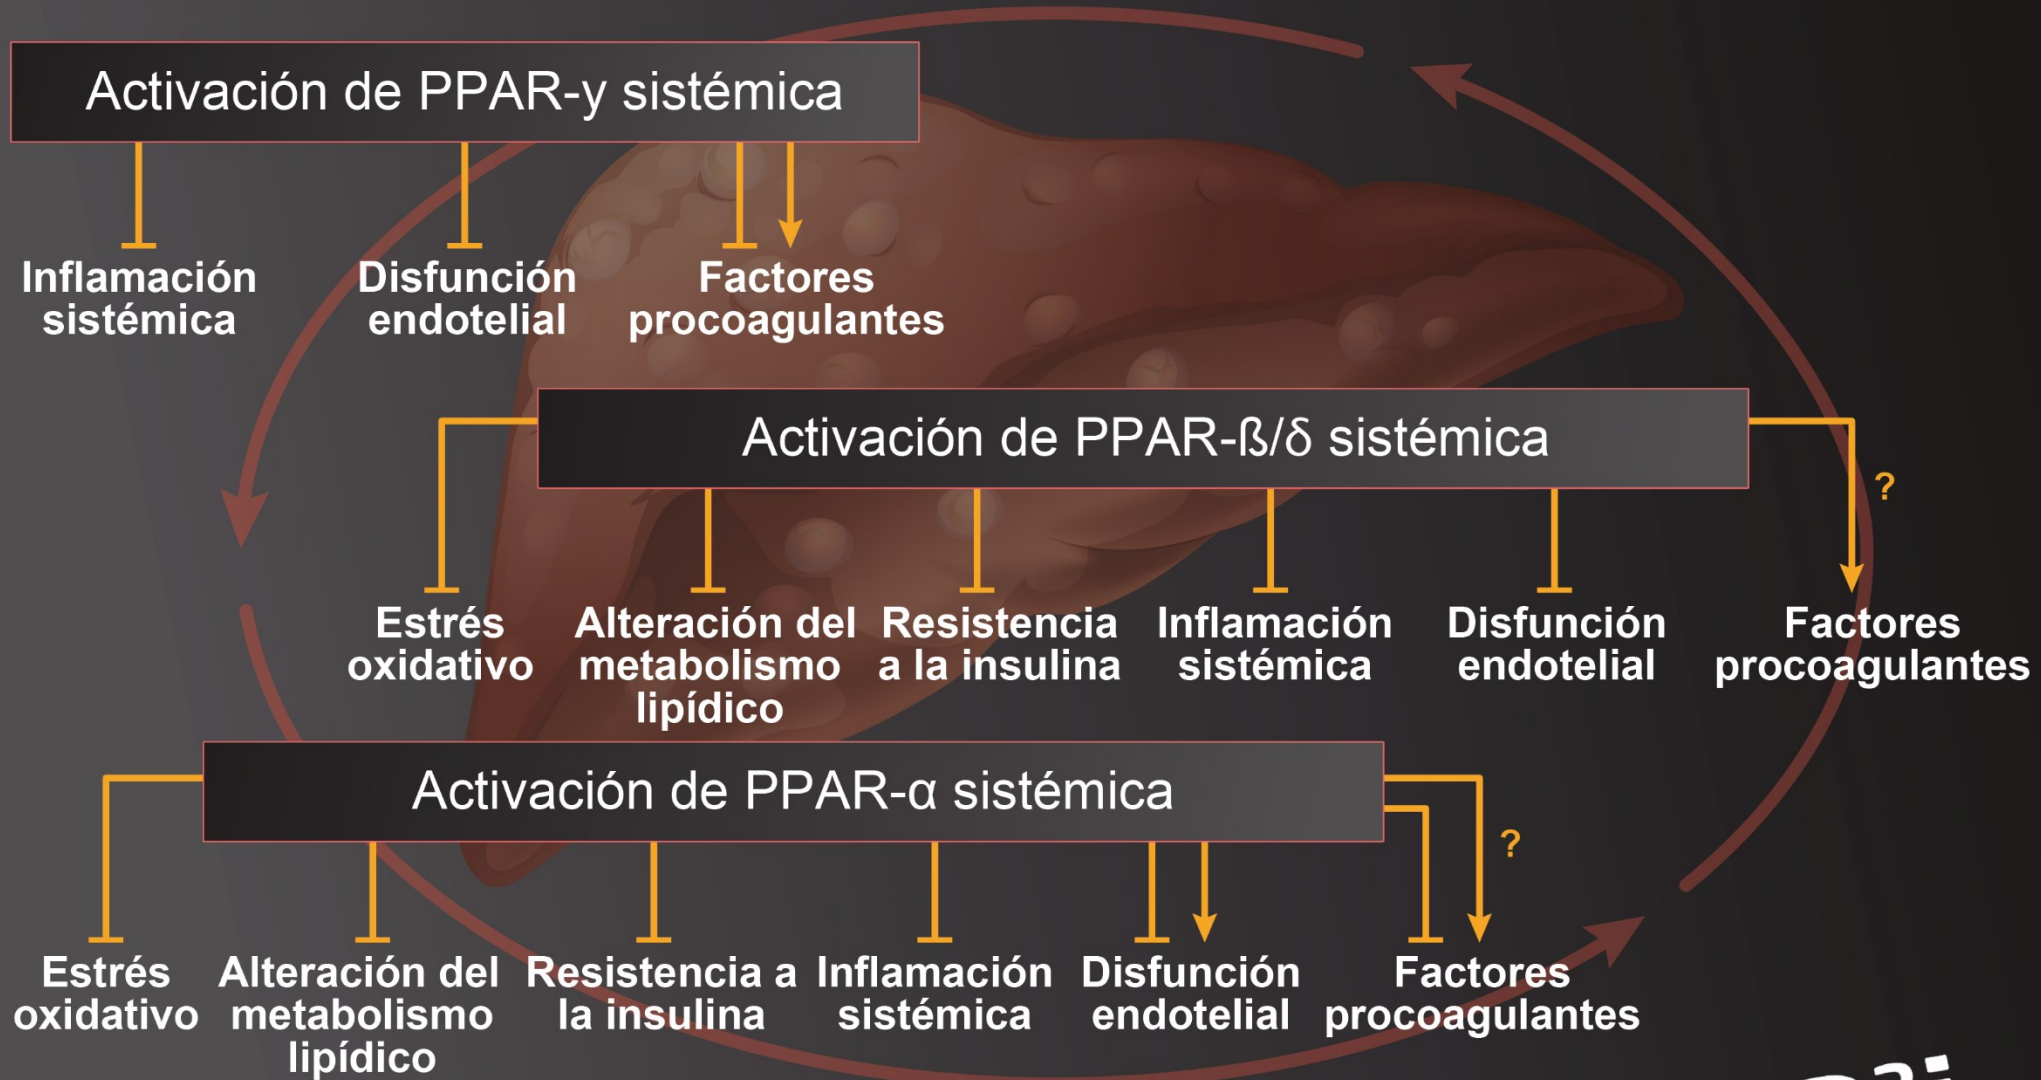 Activación de PPAR-y sistémica
Inflamación
sistémica
Disfunción
endotelial
Factores
procoagulantes
Activación de PPAR-ß/δ sistémica
?
Estrés
oxidativo
Alteración del
metabolismo
lipídico
Resistencia
a la insulina
Inflamación
sistémica
Disfunción
endotelial
Factores
procoagulantes
Activación de PPAR-α sistémica
?
Estrés
oxidativo
Alteración del
metabolismo
lipídico
Resistencia a
la insulina
Inflamación
sistémica
Disfunción
endotelial
Factores
procoagulantes